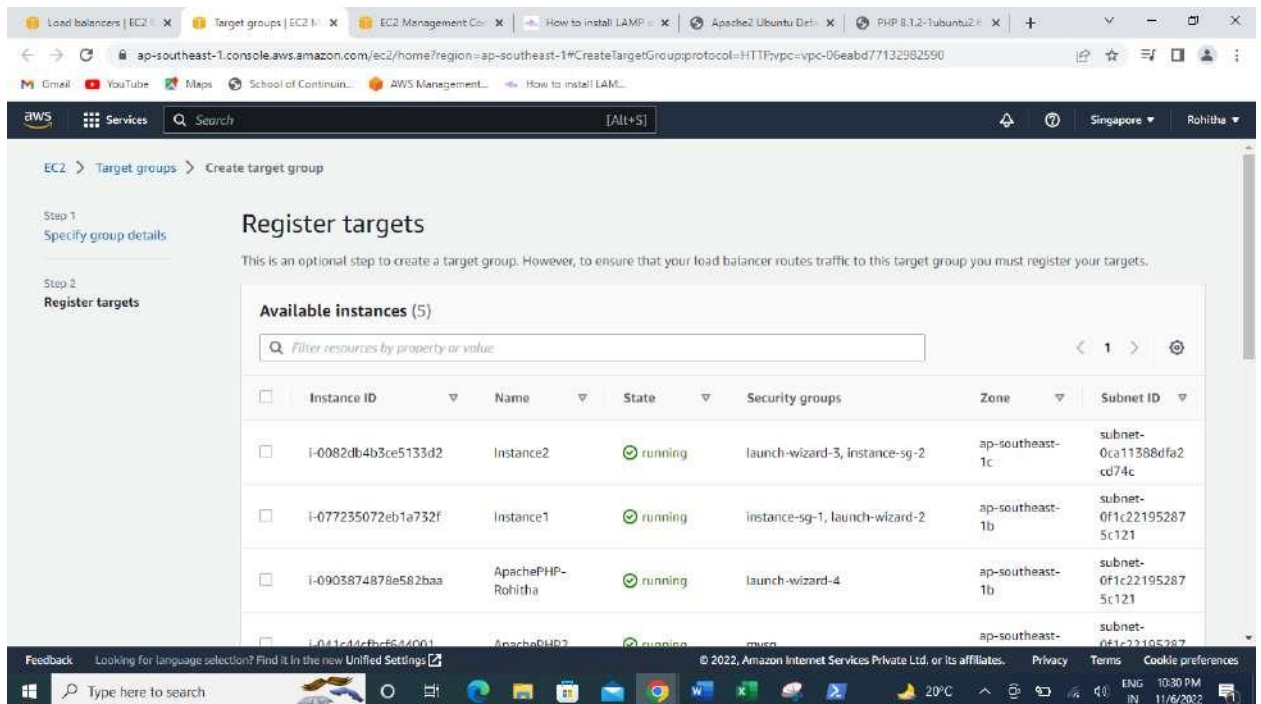 Load balancers | EC2
Target groups | EC2 M
EC2 Management Co
How to install LAMP
Apache2 Ubuntu Def
PHP 8.1.2-1ubuntu2.
ap-southeast-1.console.aws.amazon.com/ec2/home?region=ap-southeast-1#CreateTargetGroup:protocol=HTTP;vpc=vpc-06eabd77132982590
Gmail YouTube Maps School of Continuin... AWS Management... How to install LAM...
aws Services Search [Alt+S] Singapore Rohitha
EC2 > Target groups > Create target group
Step 1
Specify group details
Step 2
Register targets
Register targets
This is an optional step to create a target group. However, to ensure that your load balancer routes traffic to this target group you must register your targets.
Available instances (5)
Filter resources by property or value
< 1 >
Instance ID Name State Security groups Zone Subnet ID
i-0082db4b3ce5133d2 Instance2 running launch-wizard-3, instance-sg-2 ap-southeast-1c subnet-0ca11388dfa2cd74c
i-077235072eb1a732f Instance1 running instance-sg-1, launch-wizard-2 ap-southeast-1b subnet-0f1c221952875c121
i-0903874878e582baa ApachePHP-Rohitha running launch-wizard-4 ap-southeast-1b subnet-0f1c221952875c121
i-041c44cfbcf644001 ApachePHP2 running ap-southeast- subnet-0f1c22195287
Feedback Looking for language selection? Find it in the new Unified Settings © 2022, Amazon Internet Services Private Ltd. or its affiliates. Privacy Terms Cookie preferences
Type here to search 20°C ENG IN 10:30 PM 11/6/2022